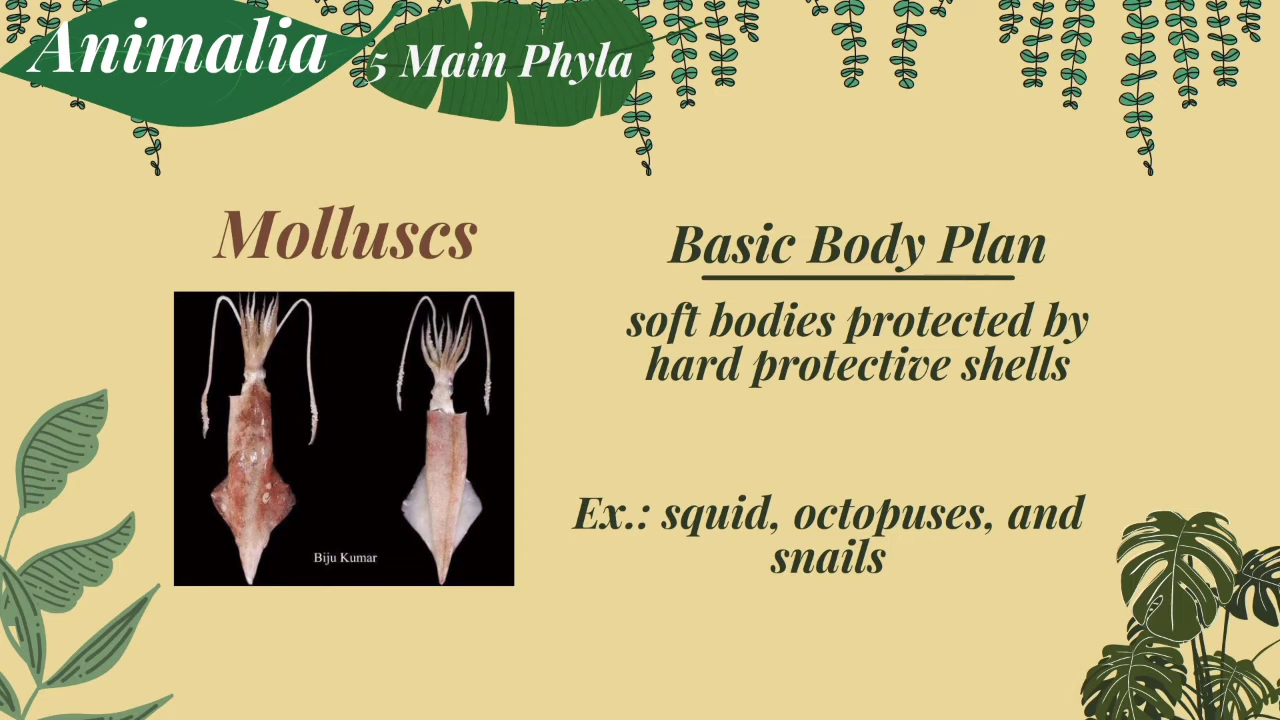 Animalia
5 Main Phyla
Molluscs
Biju Kumar
Basic Body Plan
soft bodies protected by
hard protective shells
Ex.: squid, octopuses, and
snails